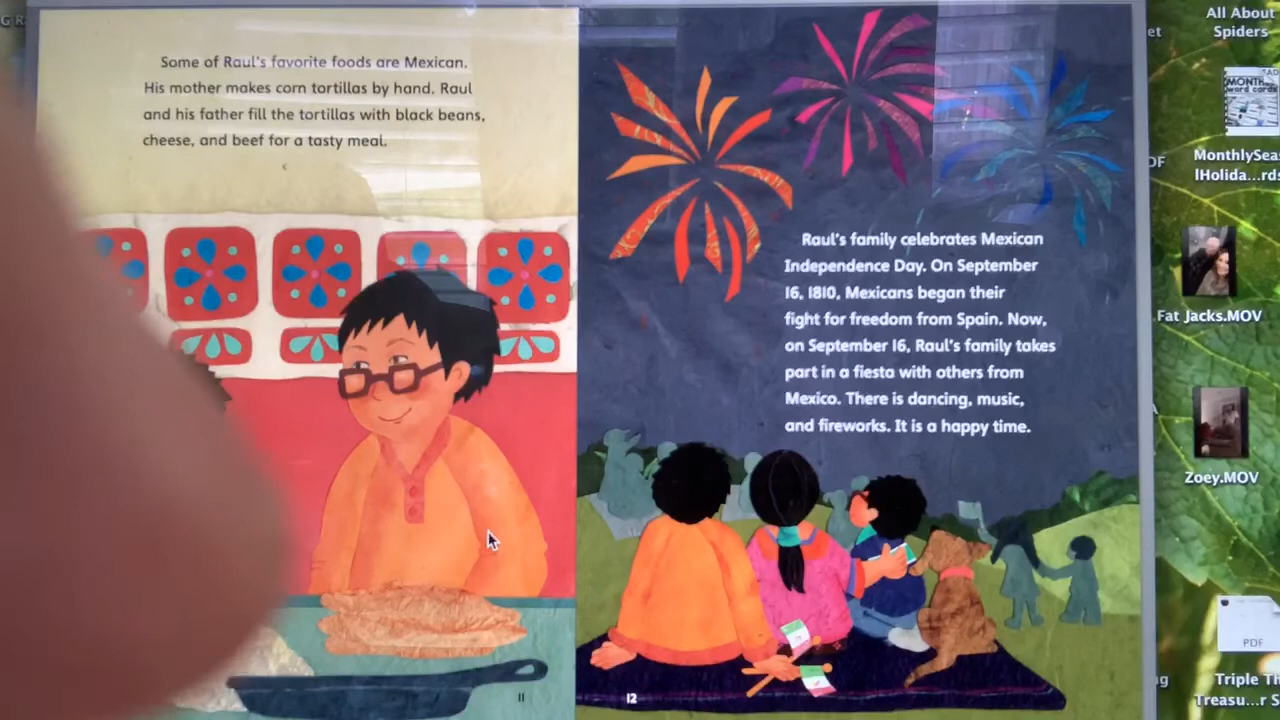 Some of Raul's favorite foods are Mexican.
His mother makes corn tortillas by hand. Raul
and his father fill the tortillas with black beans,
cheese, and beef for a tasty meal.
11
Raul's family celebrates Mexican
Independence Day. On September
16, 1810, Mexicans began their
fight for freedom from Spain. Now,
on September 16, Raul's family takes
part in a fiesta with others from
Mexico. There is dancing, music,
and fireworks. It is a happy time.
12
All About
Spiders
MONTH
word cards
MonthlySea
lHolida...rds
Fat Jacks.MOV
Zoey.MOV
PDF
Triple Th
Treasu...r S